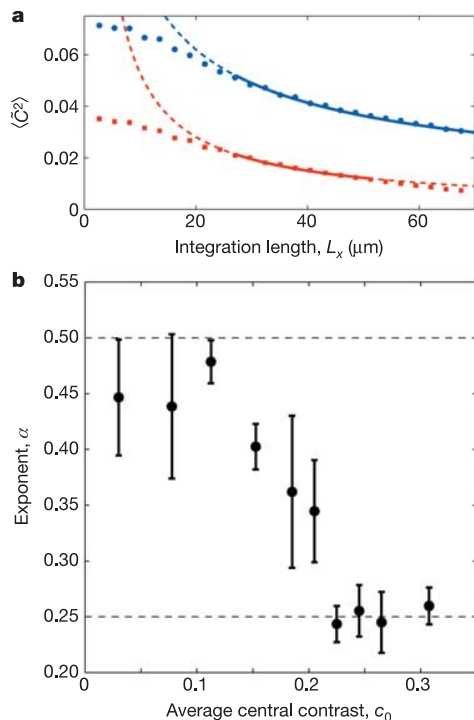 a
0.06
0.04
0.02
0
⟨C̃²⟩
0 20 40 60
Integration length, Lₓ (μm)
b
0.55
0.50
0.45
0.40
0.35
0.30
0.25
0.20
Exponent, α
0 0.1 0.2 0.3
Average central contrast, c₀